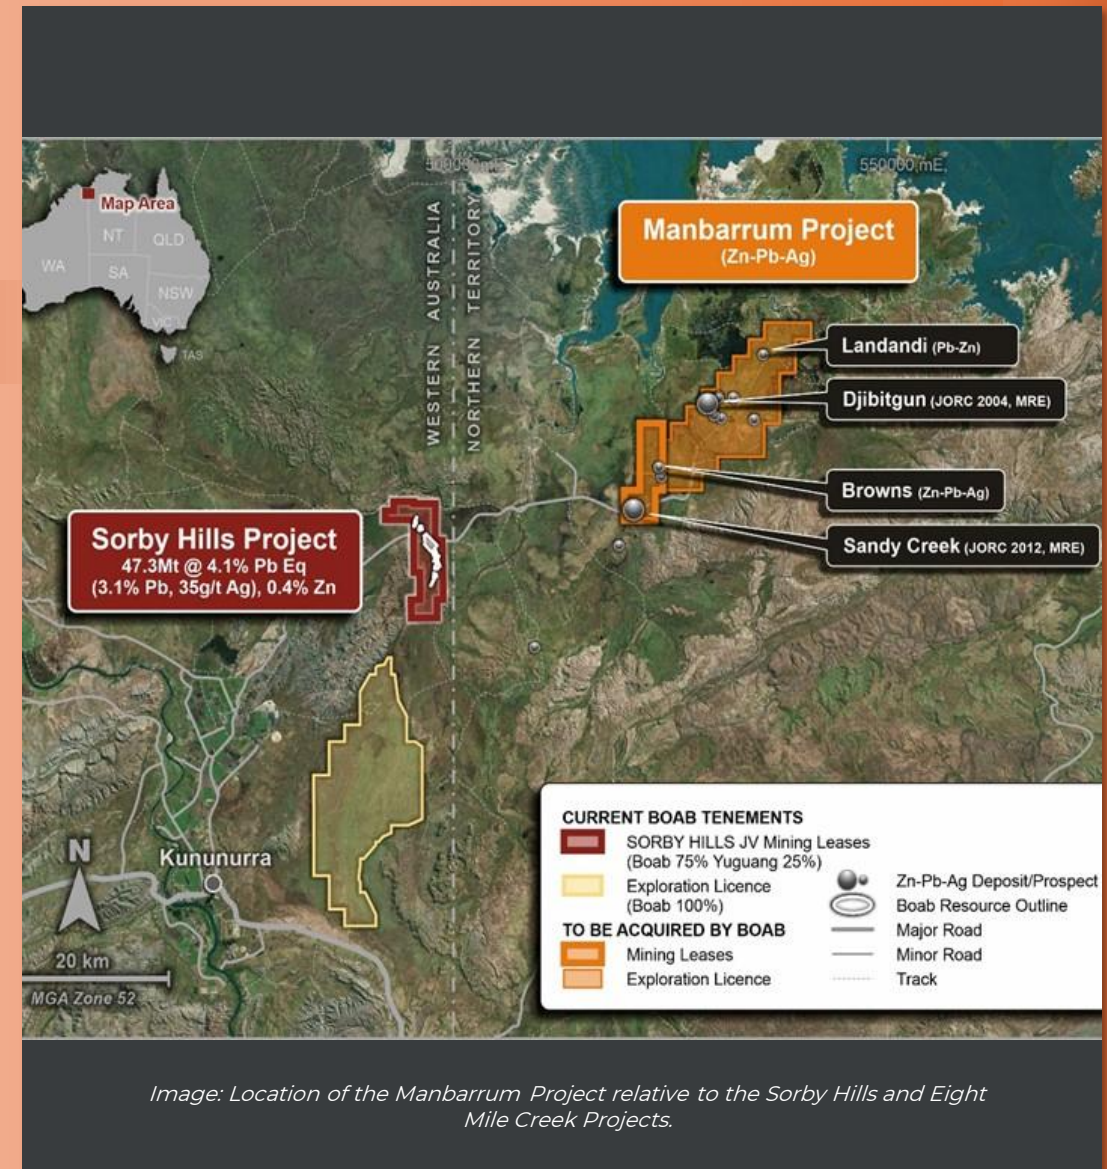 500000 mE
550000 mE
Map Area
NT
QLD
WA
SA
NSW
VIC
TAS
WESTERN AUSTRALIA
NORTHERN TERRITORY
Manbarrum Project
(Zn-Pb-Ag)
Landandi (Pb-Zn)
Djibitgun (JORC 2004, MRE)
Browns (Zn-Pb-Ag)
Sandy Creek (JORC 2012, MRE)
Sorby Hills Project
47.3Mt @ 4.1% Pb Eq
(3.1% Pb, 35g/t Ag), 0.4% Zn
Kununurra
N
20 km
MGA Zone 52
CURRENT BOAB TENEMENTS
SORBY HILLS JV Mining Leases
(Boab 75% Yuguang 25%)
Exploration Licence
(Boab 100%)
TO BE ACQUIRED BY BOAB
Mining Leases
Exploration Licence
Zn-Pb-Ag Deposit/Prospect
Boab Resource Outline
Major Road
Minor Road
Track
Image: Location of the Manbarrum Project relative to the Sorby Hills and Eight
Mile Creek Projects.